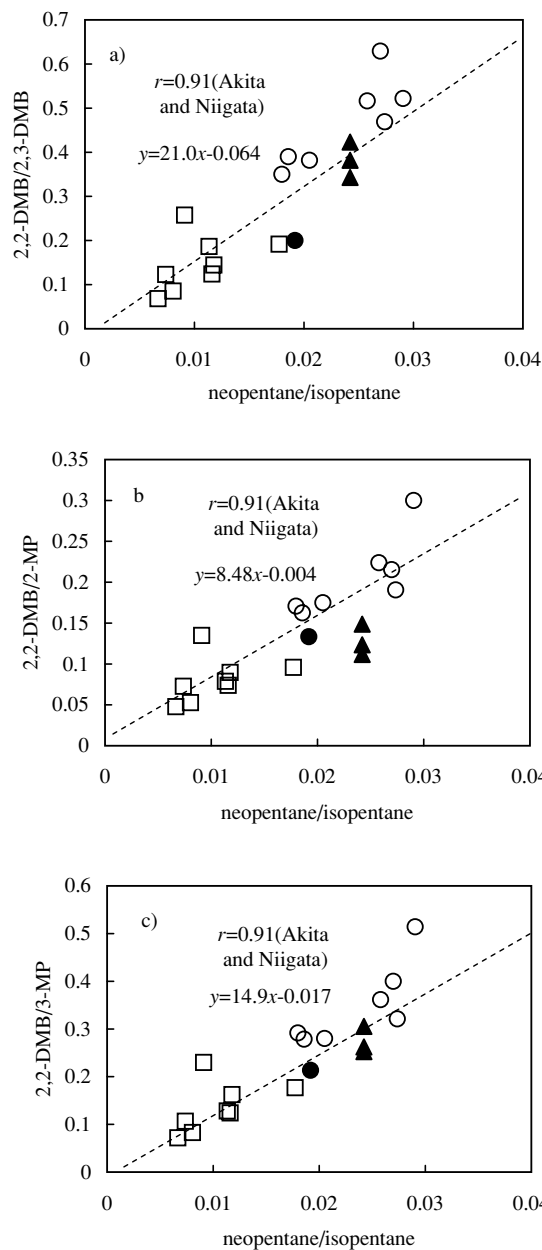 0.7
a)
0.6
r=0.91(Akita
and Niigata)
0.5
0.4
y=21.0x-0.064
0.3
0.2
0.1
0
2,2-DMB/2,3-DMB
0 0.01 0.02 0.03 0.04
neopentane/isopentane
0.35
b
0.3
r=0.91(Akita
and Niigata)
0.25
y=8.48x-0.004
0.2
0.15
0.1
0.05
0
2,2-DMB/2-MP
0 0.01 0.02 0.03 0.04
neopentane/isopentane
0.6
c)
0.5
r=0.91(Akita
and Niigata)
0.4
y=14.9x-0.017
0.3
0.2
0.1
0
2,2-DMB/3-MP
0 0.01 0.02 0.03 0.04
neopentane/isopentane